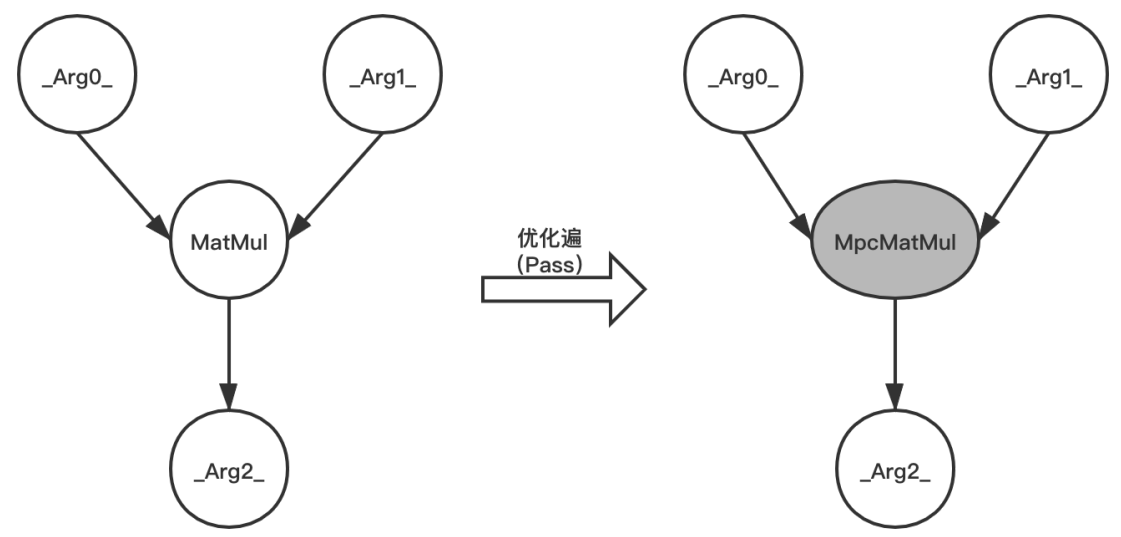 _Arg0_
_Arg1_
MatMul
_Arg2_
优化遍
（Pass）
_Arg0_
_Arg1_
MpcMatMul
_Arg2_